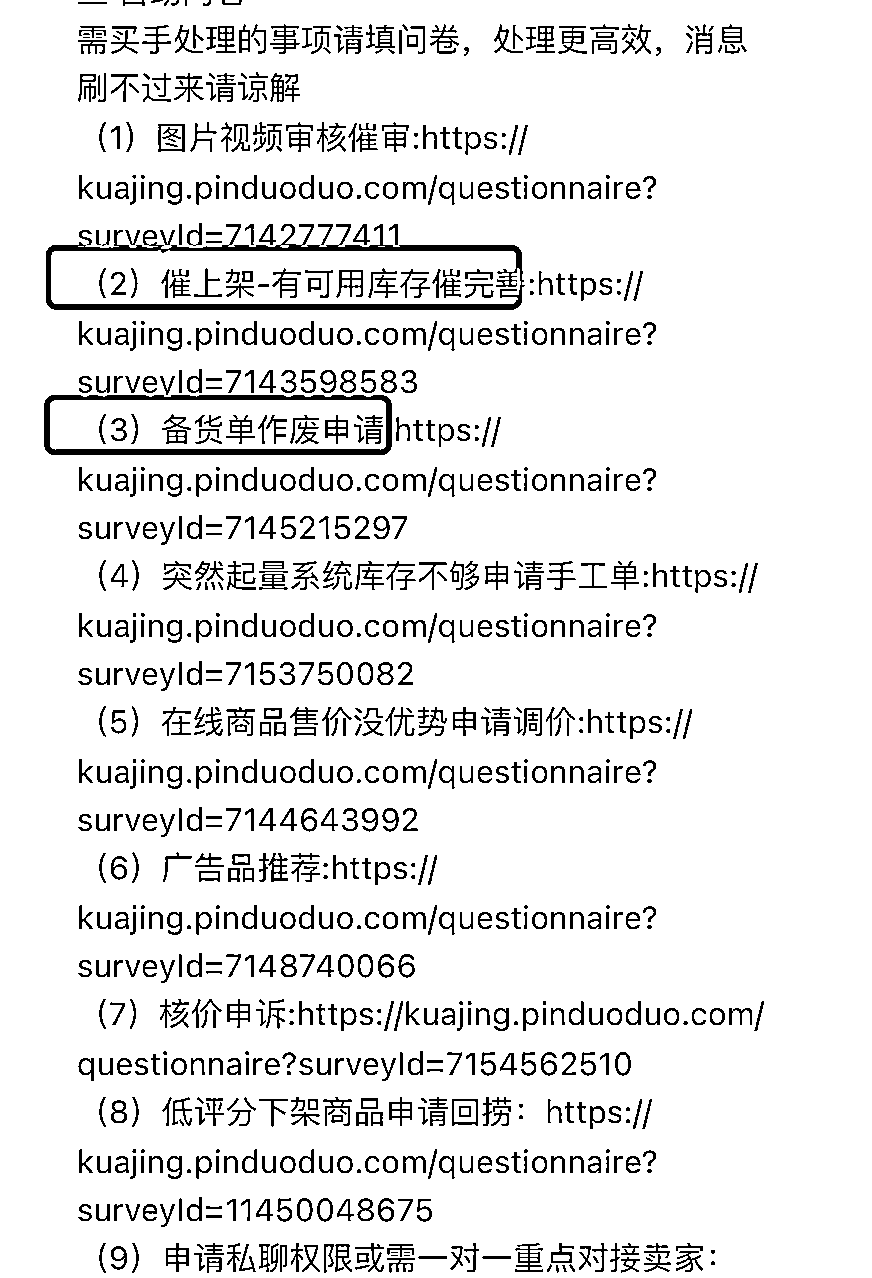 需买手处理的事项请填问卷，处理更高效，消息
刷不过来请谅解
（1）图片视频审核催审:https://
kuajing.pinduoduo.com/questionnaire?
surveyId=7142777411
（2）催上架-有可用库存催完善:https://
kuajing.pinduoduo.com/questionnaire?
surveyId=7143598583
（3）备货单作废申请:https://
kuajing.pinduoduo.com/questionnaire?
surveyId=7145215297
（4）突然起量系统库存不够申请手工单:https://
kuajing.pinduoduo.com/questionnaire?
surveyId=7153750082
（5）在线商品售价没优势申请调价:https://
kuajing.pinduoduo.com/questionnaire?
surveyId=7144643992
（6）广告品推荐:https://
kuajing.pinduoduo.com/questionnaire?
surveyId=7148740066
（7）核价申诉:https://kuajing.pinduoduo.com/
questionnaire?surveyId=7154562510
（8）低评分下架商品申请回捞：https://
kuajing.pinduoduo.com/questionnaire?
surveyId=11450048675
（9）申请私聊权限或需一对一重点对接卖家：